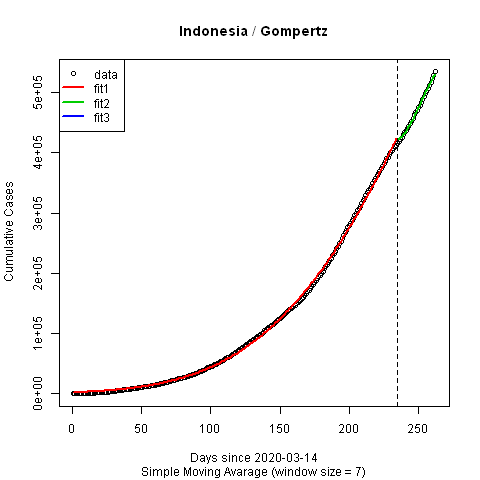 Indonesia / Gompertz
data
fit1
fit2
fit3
Cumulative Cases
5e+05
4e+05
3e+05
2e+05
1e+05
0e+00
0 50 100 150 200 250
Days since 2020-03-14
Simple Moving Avarage (window size = 7)